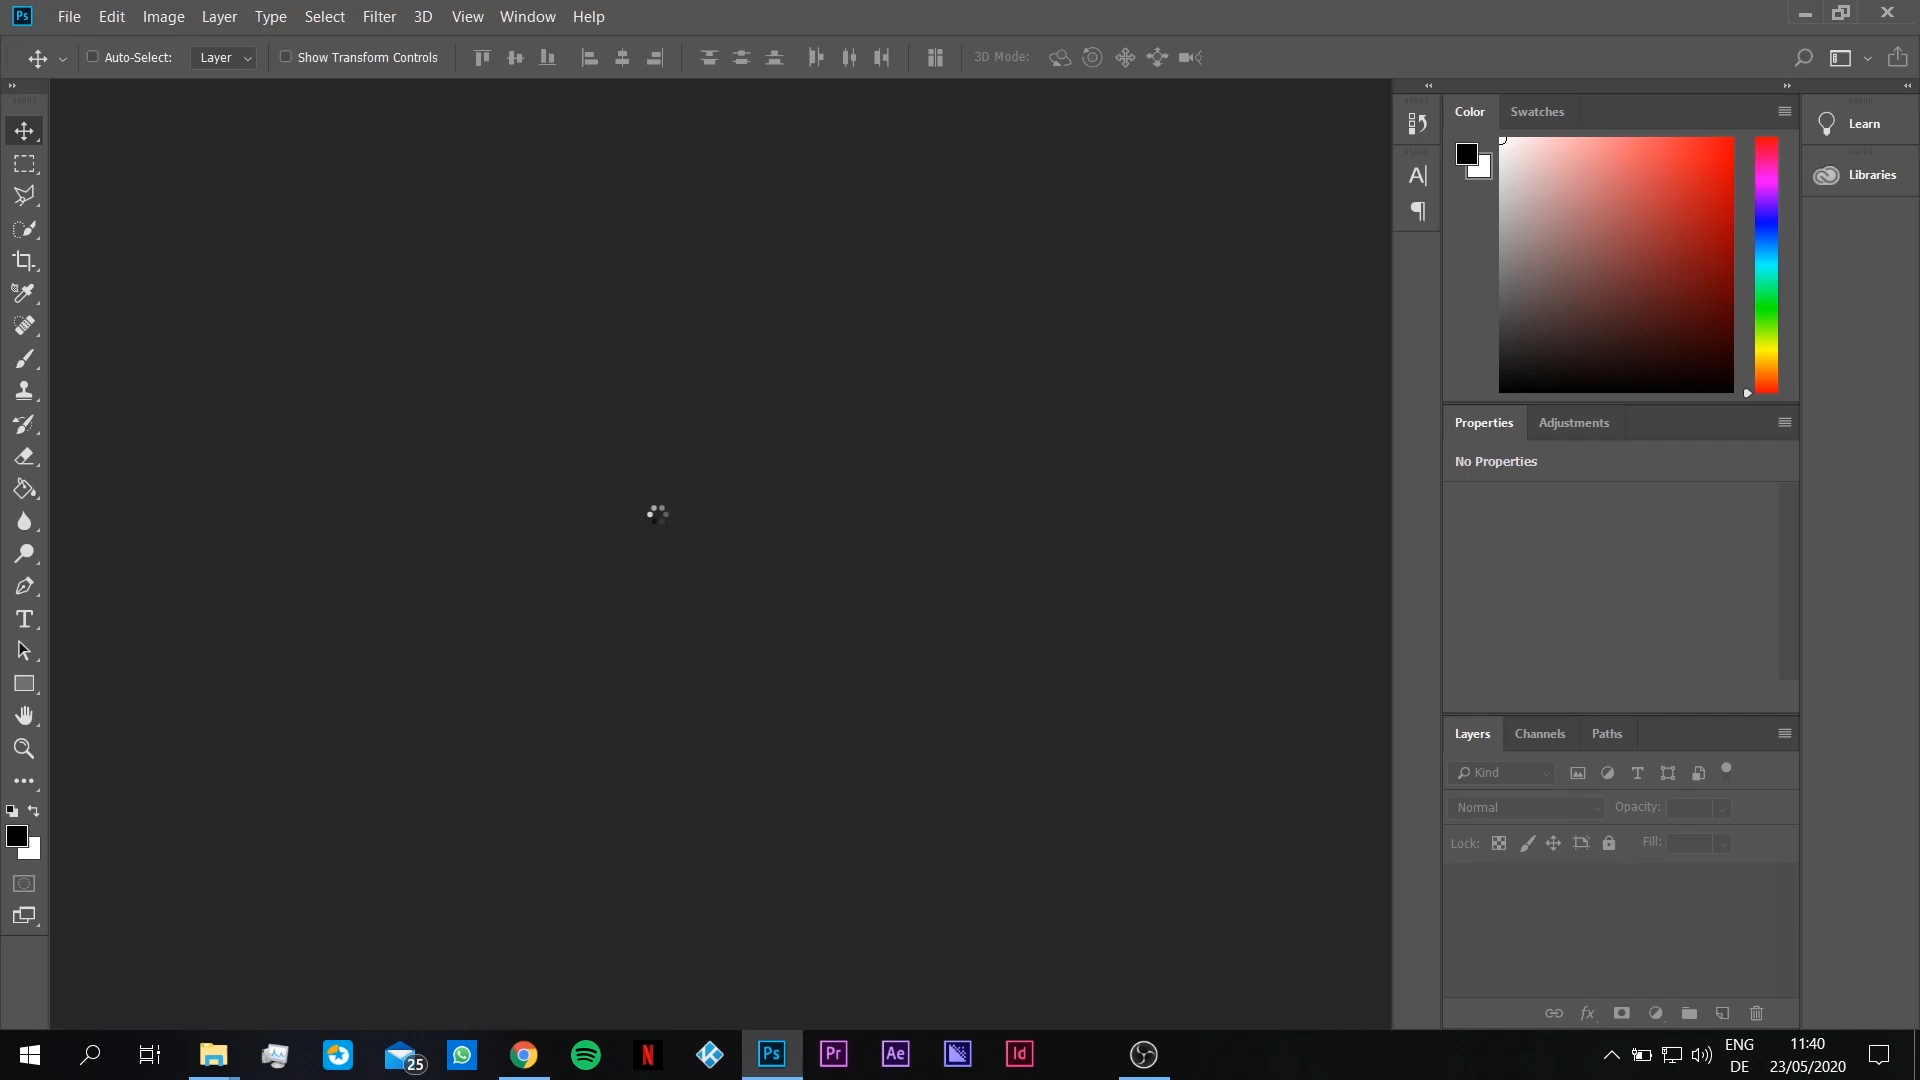 Ps File Edit Image Layer Type Select Filter 3D View Window Help
Auto-Select: Layer Show Transform Controls 3D Mode:
Color Swatches
Learn
Libraries
Properties Adjustments
No Properties
Layers Channels Paths
Kind
Normal Opacity:
Lock: Fill:
fx
25 Ps Pr Ae Id
ENG 11:40
DE 23/05/2020